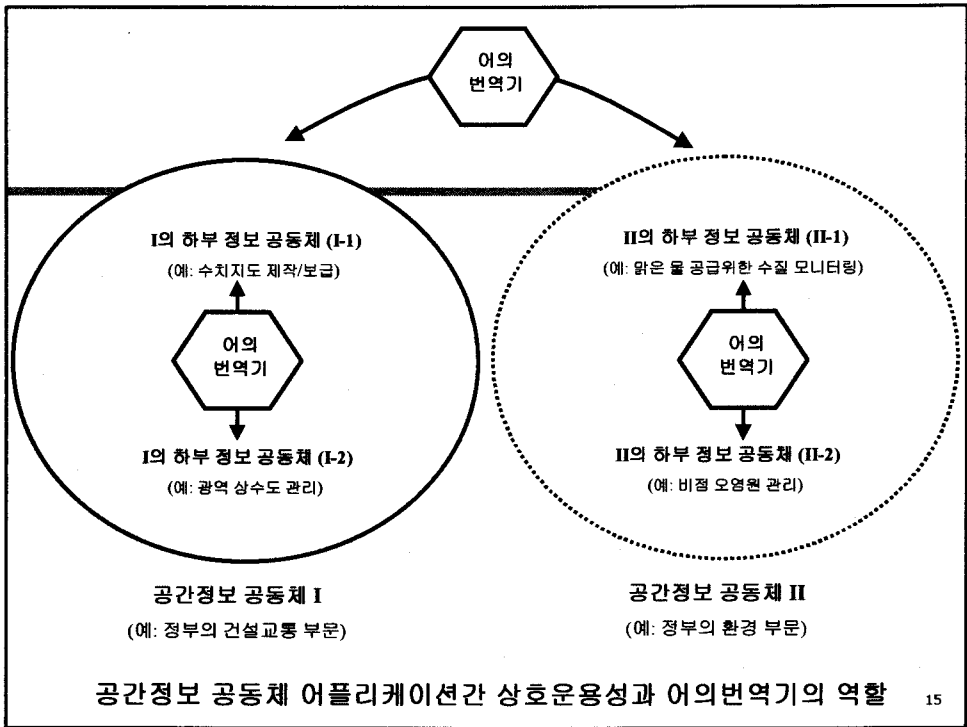 어의
번역기
I의 하부 정보 공동체 (I-1)
(예: 수치지도 제작/보급)
어의
번역기
I의 하부 정보 공동체 (I-2)
(예: 광역 상수도 관리)
II의 하부 정보 공동체 (II-1)
(예: 맑은 물 공급위한 수질 모니터링)
어의
번역기
II의 하부 정보 공동체 (II-2)
(예: 비정 오염원 관리)
공간정보 공동체 I
(예: 정부의 건설교통 부문)
공간정보 공동체 II
(예: 정부의 환경 부문)
공간정보 공동체 어플리케이션간 상호운용성과 어의번역기의 역할
15